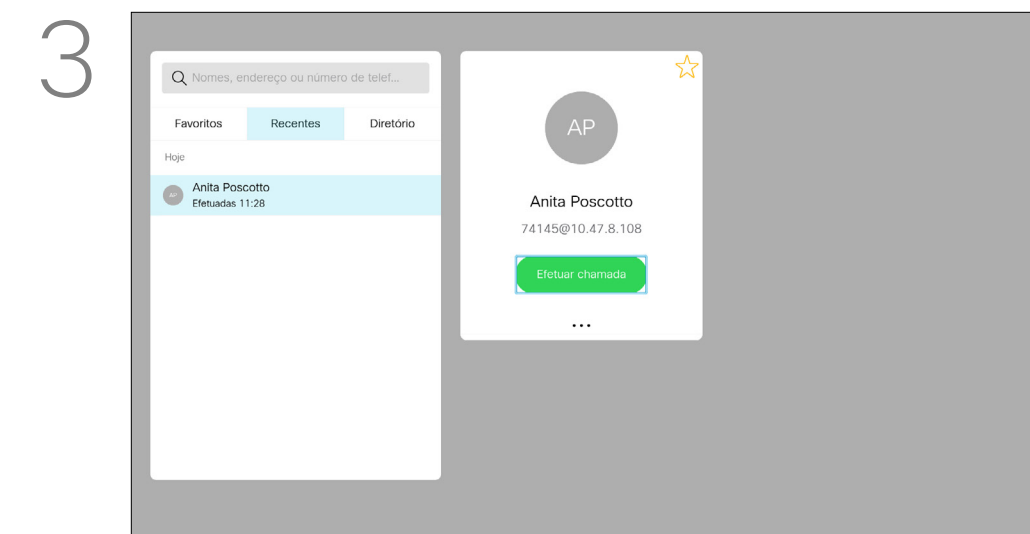 3
Nomes, endereço ou número de telef...
Favoritos Recentes Diretório
Hoje
AP
Anita Poscotto
Efetuadas 11:28
AP
Anita Poscotto
74145@10.47.8.108
Efetuar chamada
...